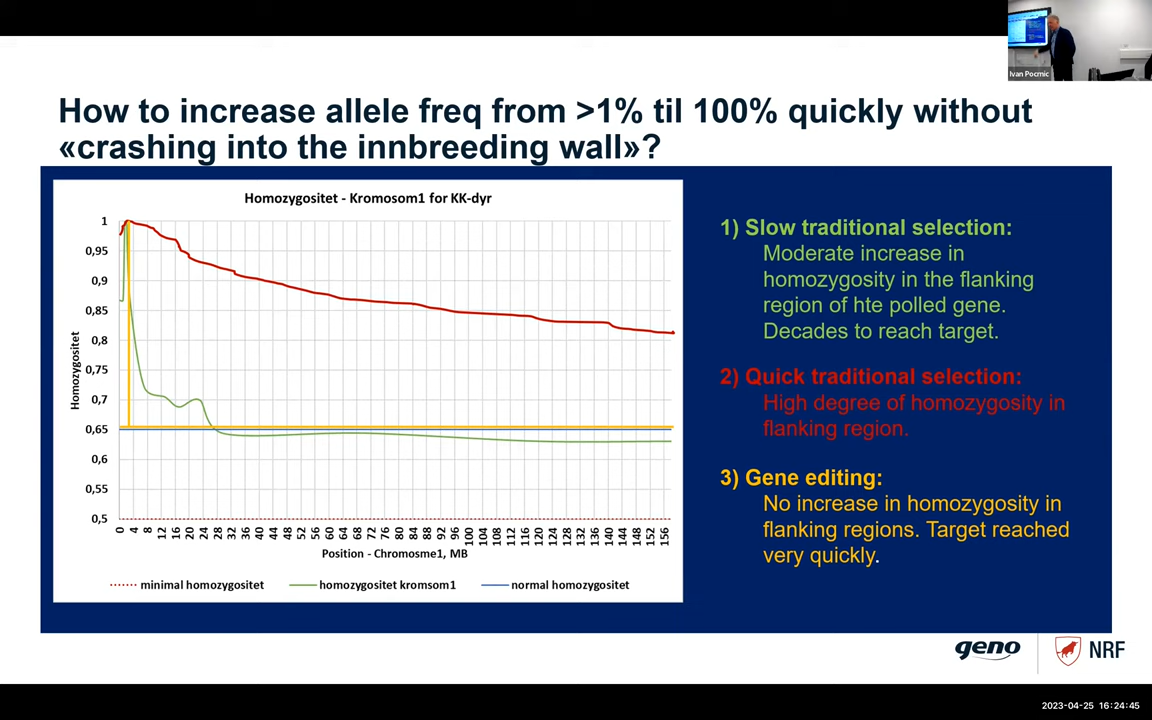 Ivan Pocrnic
How to increase allele freq from >1% til 100% quickly without
«crashing into the innbreeding wall»?
Homozygositet - Kromosom1 for KK-dyr
1
0,95
0,9
0,85
0,8
0,75
0,7
0,65
0,6
0,55
0,5
Homozygositet
0 4 8 12 16 20 24 28 32 36 40 44 48 52 56 60 64 68 72 76 80 84 88 92 96 100 104 108 112 116 120 124 128 132 136 140 144 148 152 156
Position - Chromosme1, MB
minimal homozygositet homozygositet kromsom1 normal homozygositet
1) Slow traditional selection:
Moderate increase in
homozygosity in the flanking
region of hte polled gene.
Decades to reach target.
2) Quick traditional selection:
High degree of homozygosity in
flanking region.
3) Gene editing:
No increase in homozygosity in
flanking regions. Target reached
very quickly.
geno NRF
2023-04-25 16:24:45